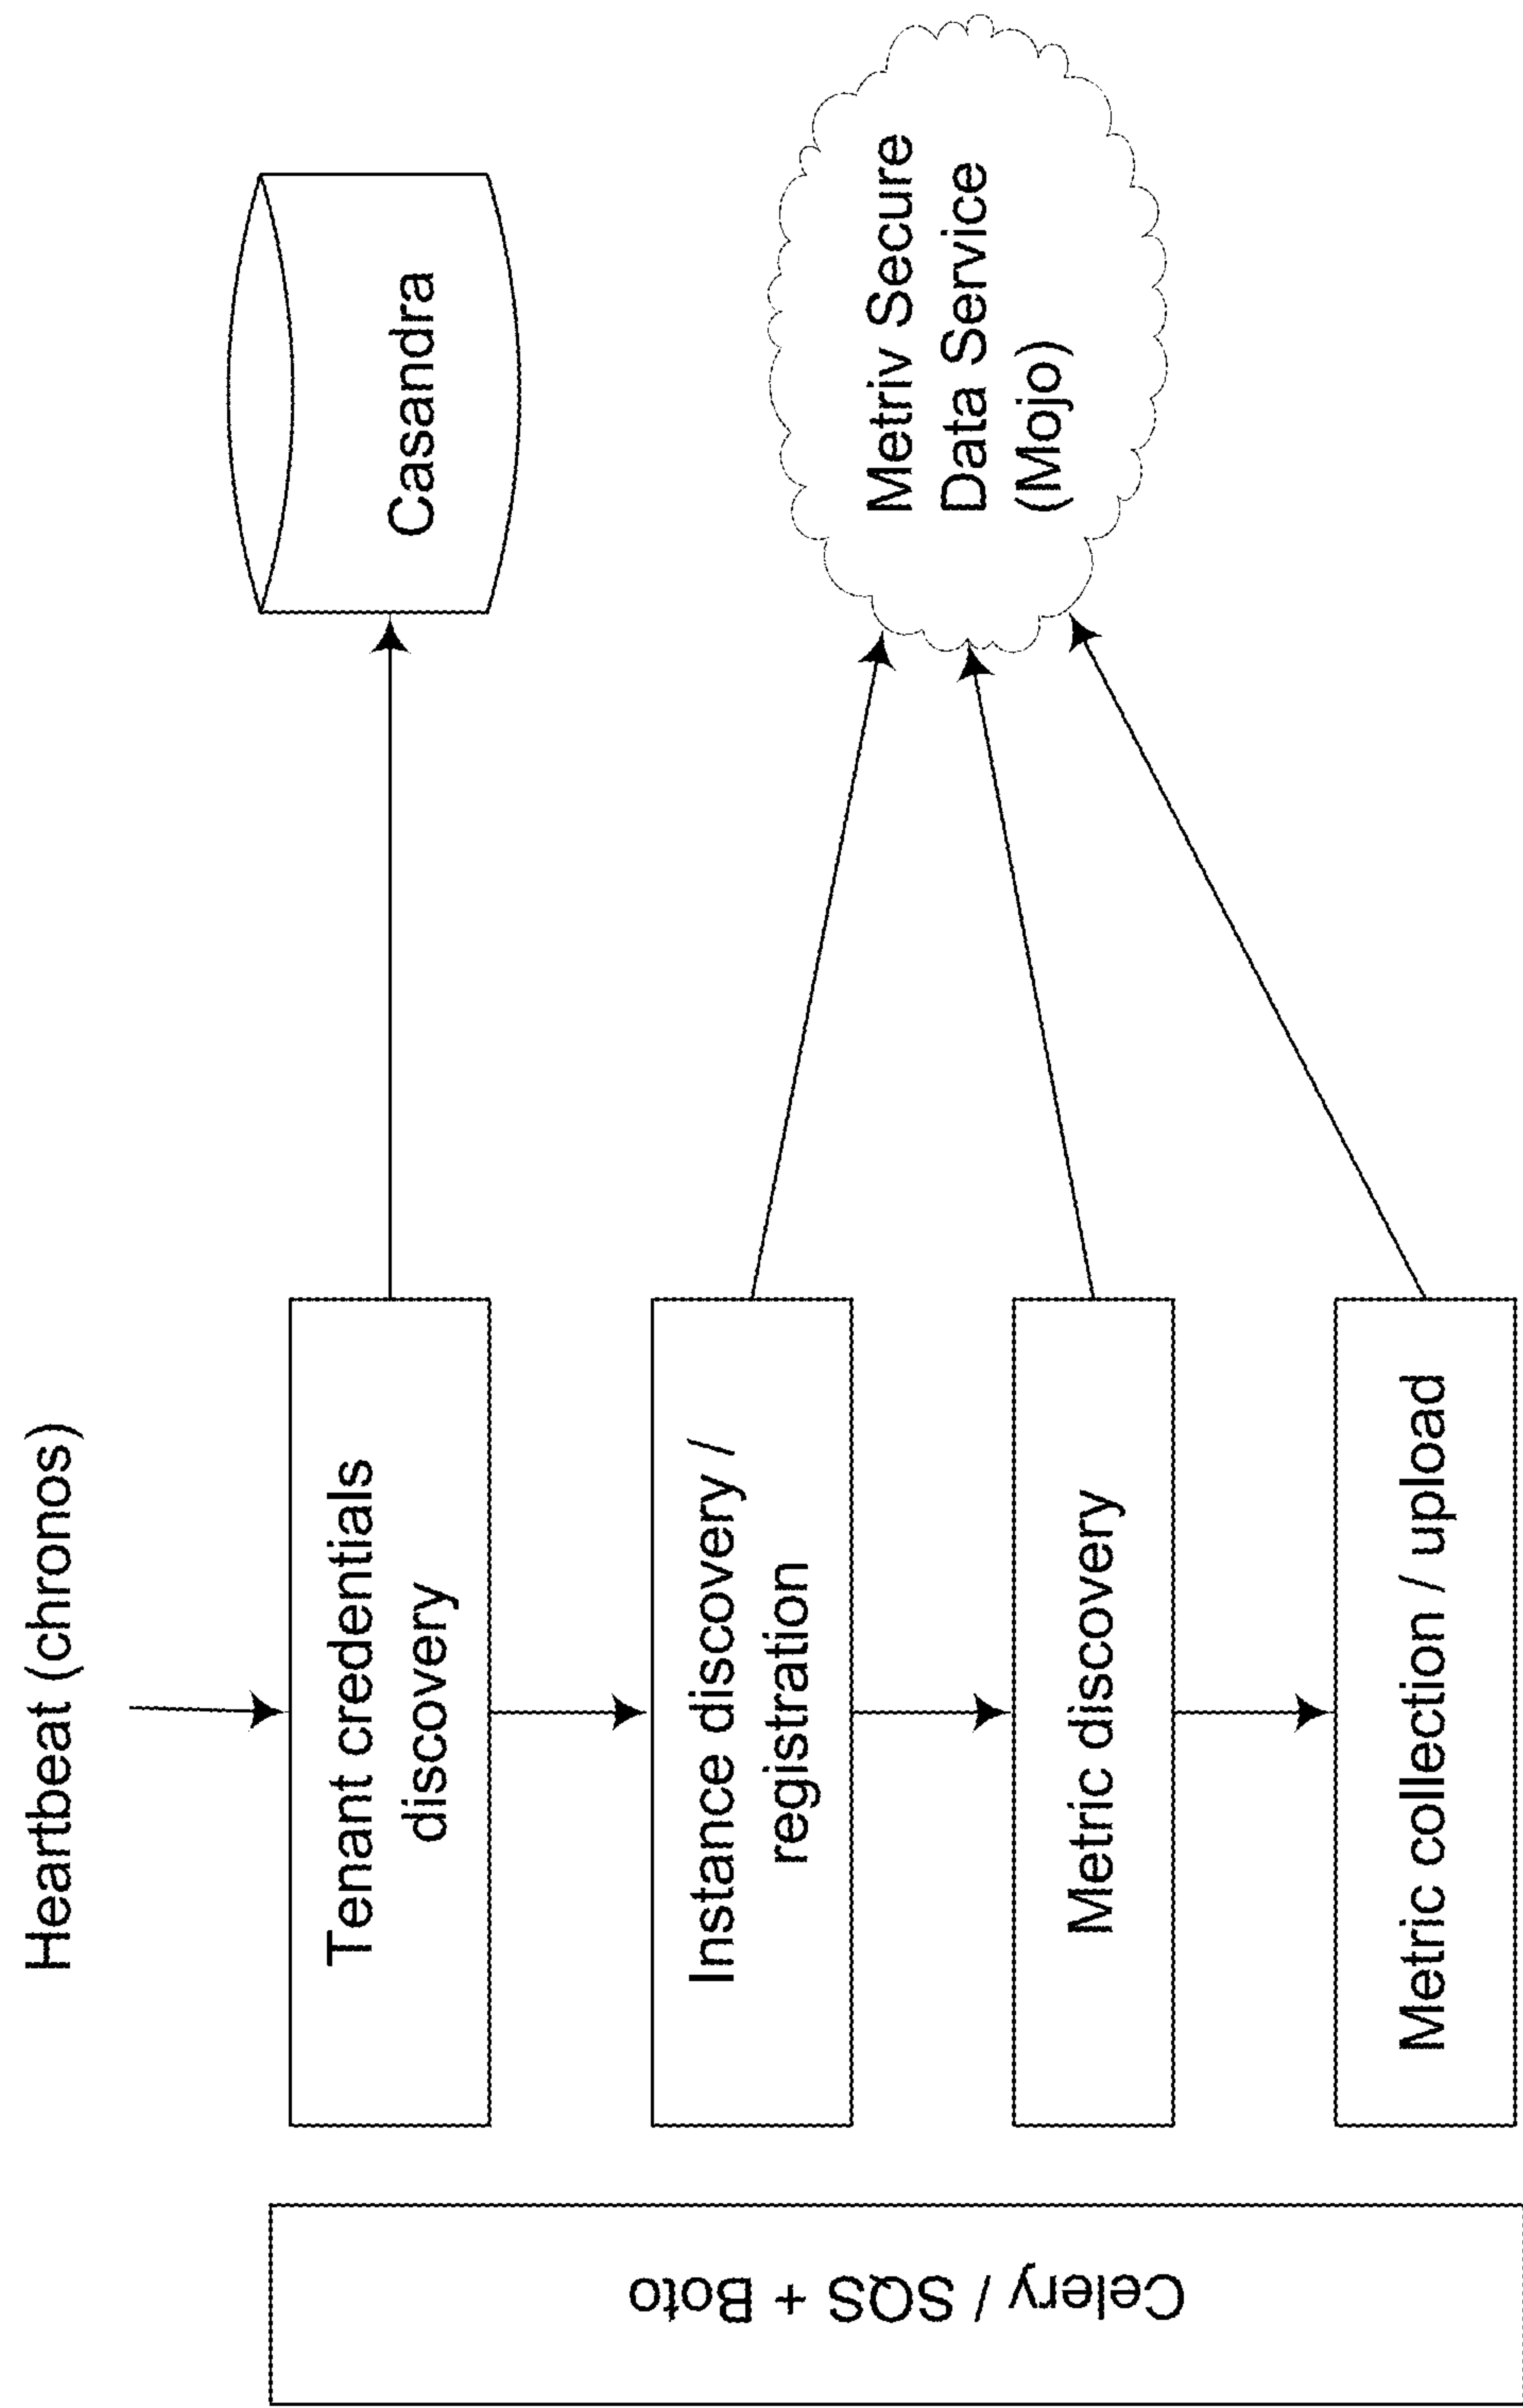 Heartbeat (chronos)
Tenant credentials
discovery
Casandra
Instance discovery /
registration
Metric discovery
Metric collection / upload
Metriv Secure
Data Service
(Mojo)
Celery / SQS + Boto